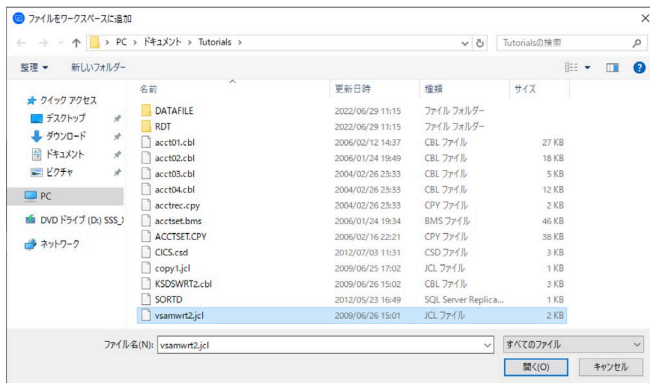 ファイルをワークスペースに追加
PC › ドキュメント › Tutorials ›
Tutorialsの検索
整理 新しいフォルダー
名前 更新日時 種類 サイズ
クイック アクセス
デスクトップ
ダウンロード
ドキュメント
ピクチャ
PC
DVD ドライブ (D:) SSS_X
ネットワーク
DATAFILE 2022/06/29 11:15 ファイル フォルダー
RDT 2022/06/29 11:15 ファイル フォルダー
acct01.cbl 2006/02/12 14:37 CBL ファイル 27 KB
acct02.cbl 2006/01/24 19:49 CBL ファイル 18 KB
acct03.cbl 2004/02/26 23:33 CBL ファイル 5 KB
acct04.cbl 2004/02/26 23:33 CBL ファイル 12 KB
acctrec.cpy 2004/02/26 23:33 CPY ファイル 2 KB
acctset.bms 2006/01/24 19:34 BMS ファイル 46 KB
ACCTSET.CPY 2006/02/16 22:21 CPY ファイル 38 KB
CICS.csd 2012/07/03 11:31 CSD ファイル 3 KB
copy1.jcl 2009/06/25 17:02 JCL ファイル 1 KB
KSDSWRT2.cbl 2009/06/26 15:02 CBL ファイル 3 KB
SORTD 2012/05/23 16:49 SQL Server Replica... 1 KB
vsamwrt2.jcl 2009/06/26 15:01 JCL ファイル 2 KB
ファイル名(N): vsamwrt2.jcl すべてのファイル
開く(O) キャンセル